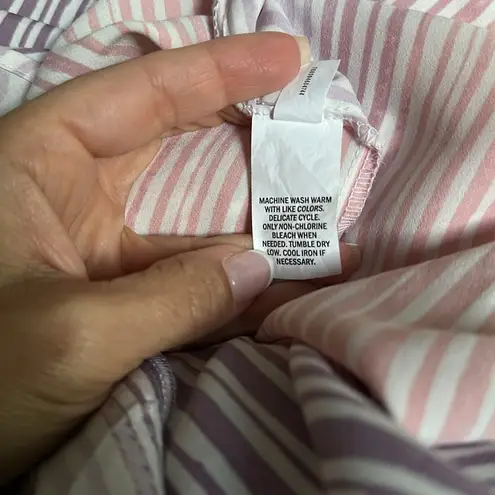 MACHINE WASH WARM
WITH LIKE COLORS.
DELICATE CYCLE.
ONLY NON-CHLORINE
BLEACH WHEN
NEEDED. TUMBLE DRY
LOW. COOL IRON IF
NECESSARY.